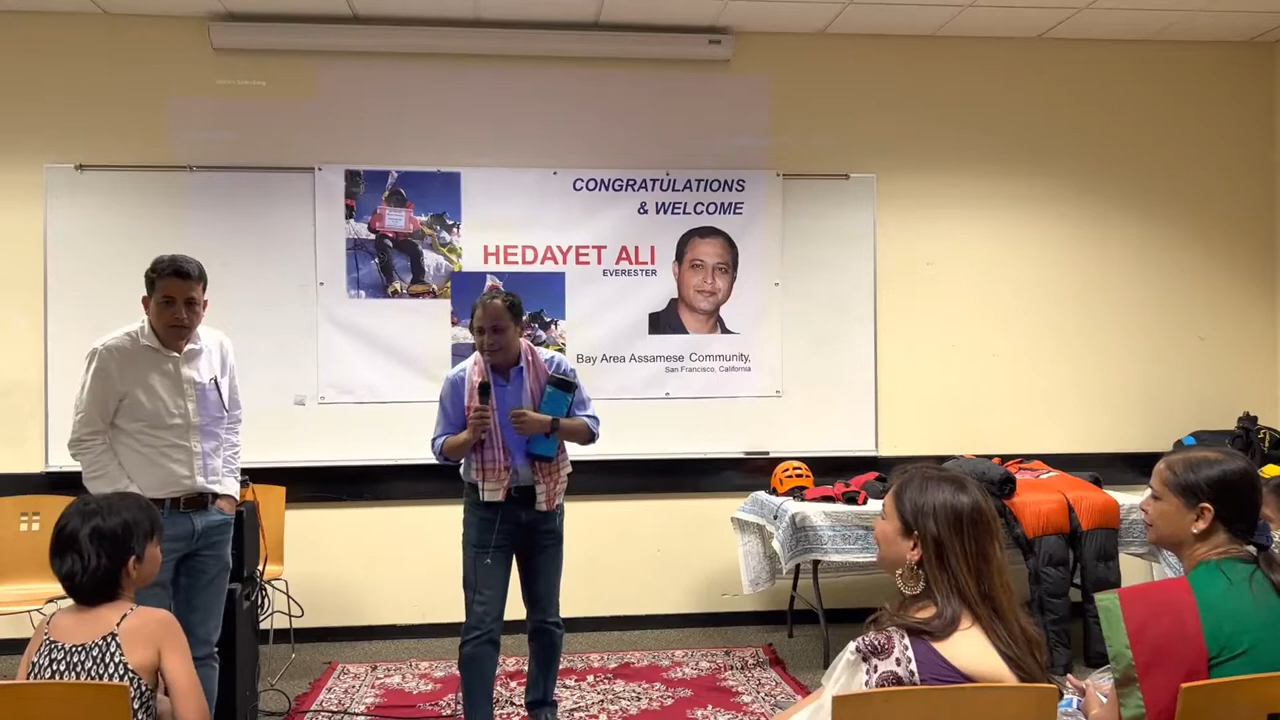 CONGRATULATIONS
& WELCOME
HEDAYET ALI
EVERESTER
Bay Area Assamese Community,
San Francisco, California